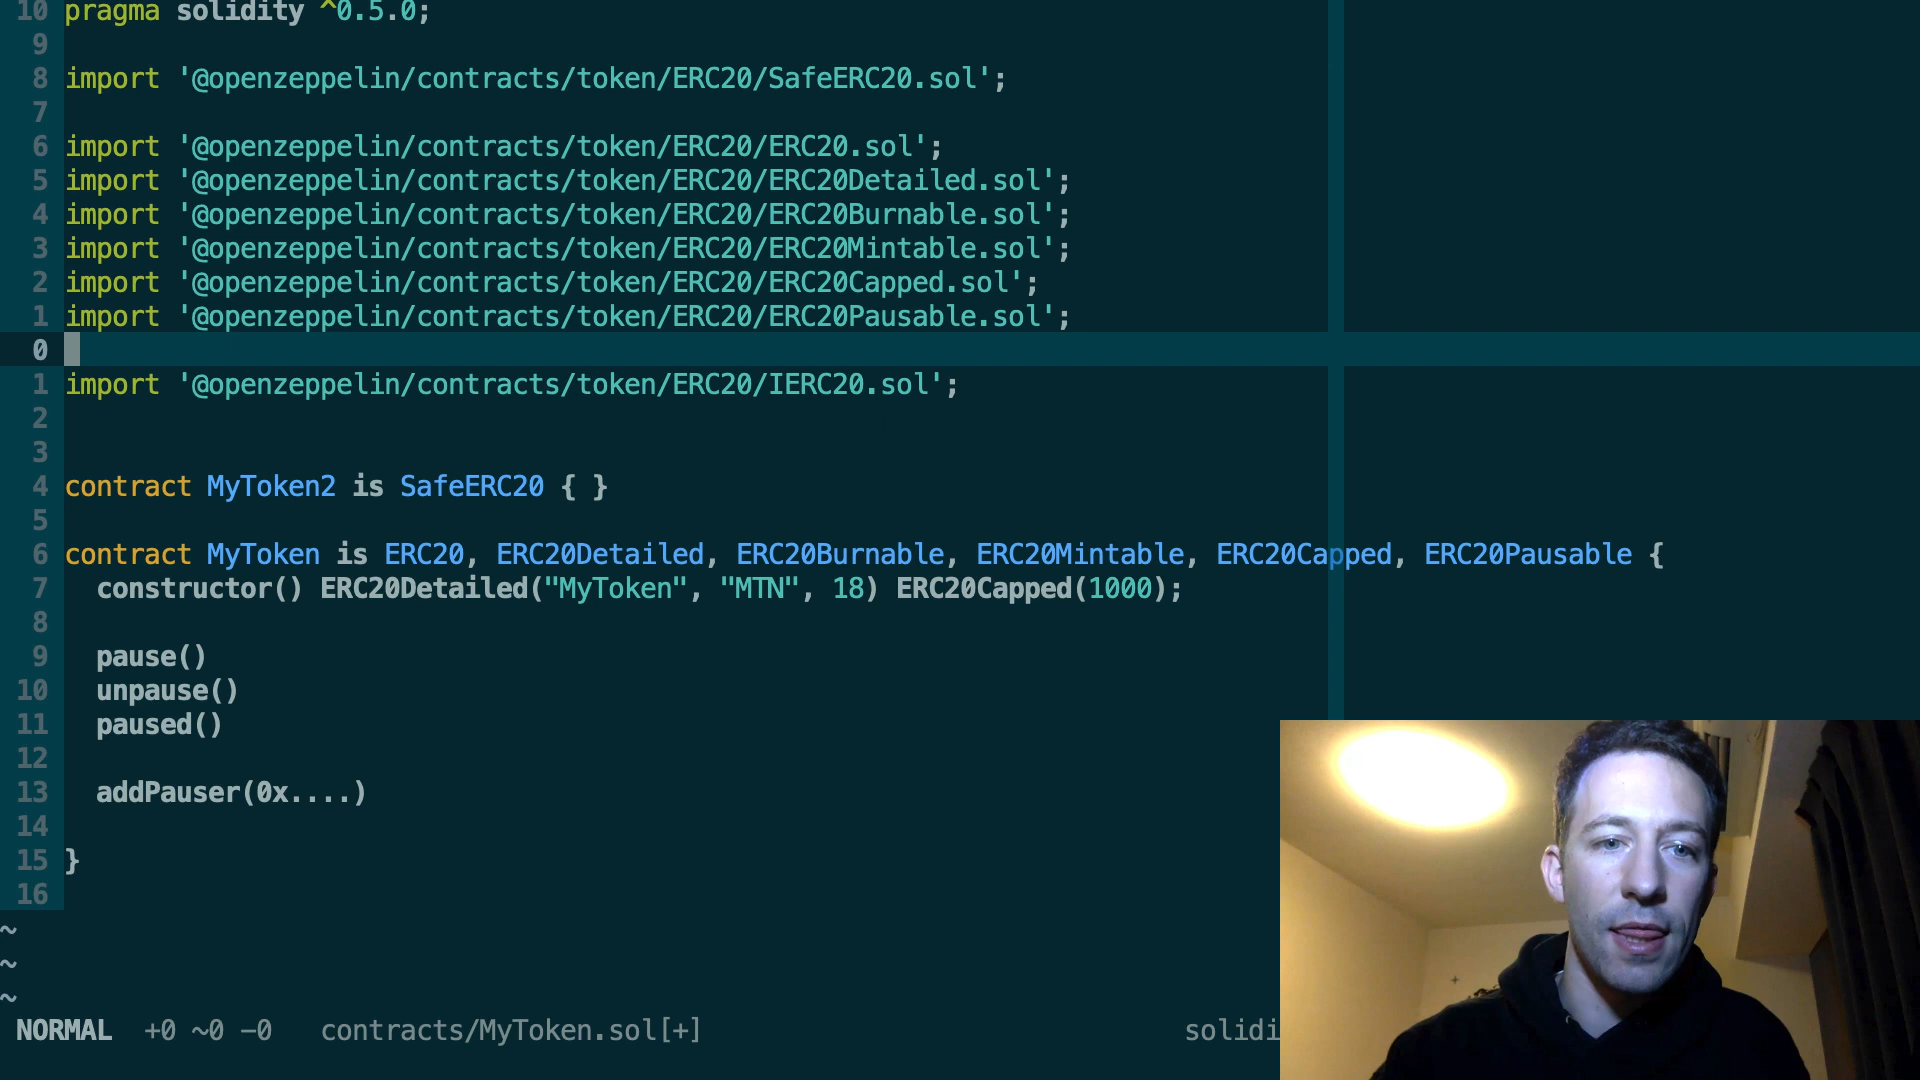 10 pragma solidity ^0.5.0;
9
8 import '@openzeppelin/contracts/token/ERC20/SafeERC20.sol';
7
6 import '@openzeppelin/contracts/token/ERC20/ERC20.sol';
5 import '@openzeppelin/contracts/token/ERC20/ERC20Detailed.sol';
4 import '@openzeppelin/contracts/token/ERC20/ERC20Burnable.sol';
3 import '@openzeppelin/contracts/token/ERC20/ERC20Mintable.sol';
2 import '@openzeppelin/contracts/token/ERC20/ERC20Capped.sol';
1 import '@openzeppelin/contracts/token/ERC20/ERC20Pausable.sol';
0
1 import '@openzeppelin/contracts/token/ERC20/IERC20.sol';
2
3
4 contract MyToken2 is SafeERC20 { }
5
6 contract MyToken is ERC20, ERC20Detailed, ERC20Burnable, ERC20Mintable, ERC20Capped, ERC20Pausable {
7 constructor() ERC20Detailed("MyToken", "MTN", 18) ERC20Capped(1000);
8
9 pause()
10 unpause()
11 paused()
12
13 addPauser(0x....)
14
15 }
16
~
~
~
NORMAL +0 ~0 -0 contracts/MyToken.sol[+] solidi